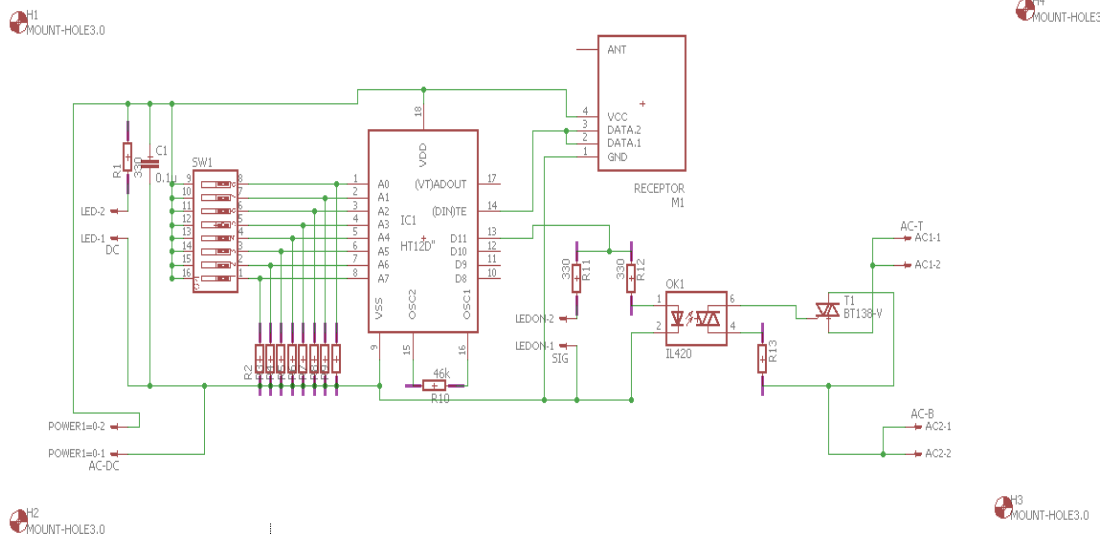 H1
MOUNT-HOLE3.0
H4
MOUNT-HOLE3
ANT
4
VCC
3
DATA.2
2
DATA.1
1
GND
RECEPTOR
M1
18
VDD
R1
330
C1
0.1u
SW1
9
10
11
12
13
14
15
16
8
7
6
5
4
3
2
1
1
2
3
4
5
6
7
8
A0
A1
A2
A3
A4
A5
A6
A7
(VT)ADOUT
17
(DIN)TE
14
IC1
HT12D"
D11
13
D10
12
D9
11
D8
10
VSS
OSC2
OSC1
9
15
16
LED-2
LED-1
DC
R2
46k
R10
330
R11
330
R12
LEDON-2
LEDON-1
SIG
OK1
1
2
6
4
IL420
R13
T1
BT138-V
AC-T
AC1-1
AC1-2
AC-B
AC2-1
AC2-2
POWER1=0-2
POWER1=0-1
AC-DC
H2
MOUNT-HOLE3.0
H3
MOUNT-HOLE3.0